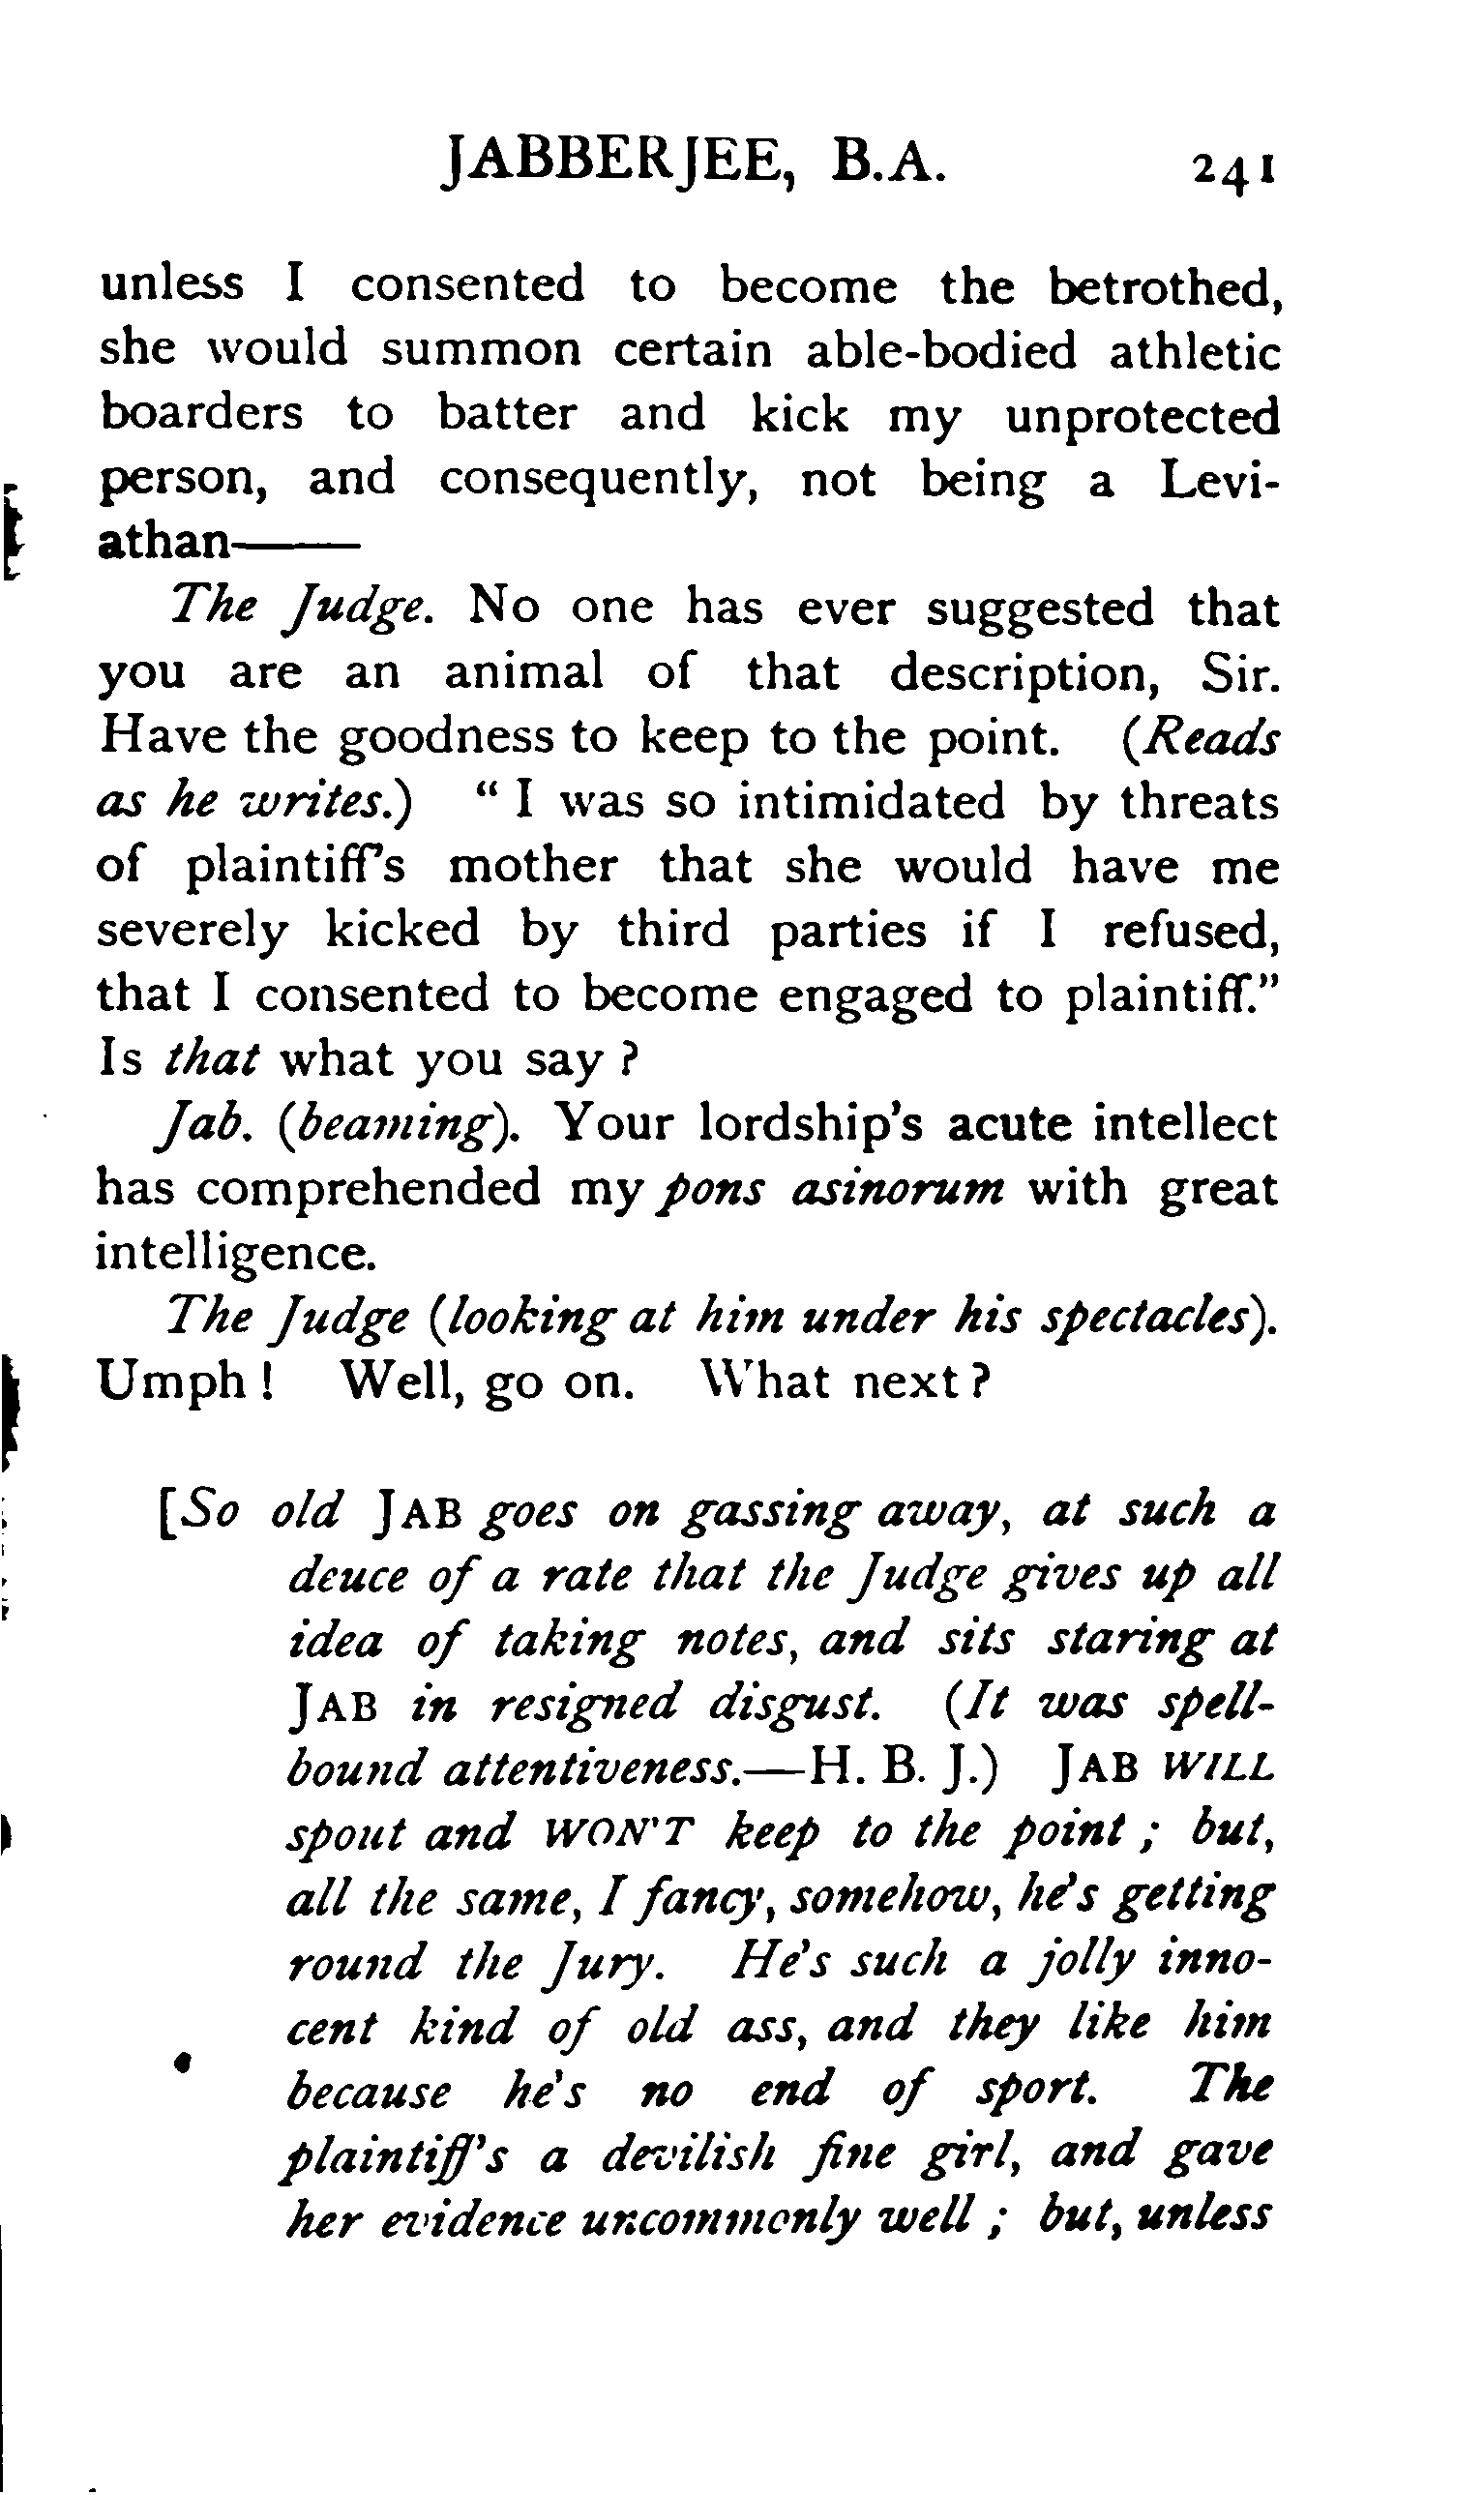 JABBERJEE, B.A. 241
unless I consented to become the betrothed,
she would summon certain able-bodied athletic
boarders to batter and kick my unprotected
person, and consequently, not being a Levi-
athan——
The Judge. No one has ever suggested that
you are an animal of that description, Sir.
Have the goodness to keep to the point. (Reads
as he writes.) “ I was so intimidated by threats
of plaintiff's mother that she would have me
severely kicked by third parties if I refused,
that I consented to become engaged to plaintiff.”
Is that what you say ?
Jab. (beaming). Your lordship's acute intellect
has comprehended my pons asinorum with great
intelligence.
The Judge (looking at him under his spectacles).
Umph ! Well, go on. What next ?
[So old JAB goes on gassing away, at such a
deuce of a rate that the Judge gives up all
idea of taking notes, and sits staring at
JAB in resigned disgust. (It was spell-
bound attentiveness.—H. B. J.) JAB WILL
spout and WON'T keep to the point ; but,
all the same, I fancy, somehow, he's getting
round the Jury. He's such a jolly inno-
cent kind of old ass, and they like him
because he's no end of sport. The
plaintiff's a devilish fine girl, and gave
her evidence uncommonly well ; but, unless